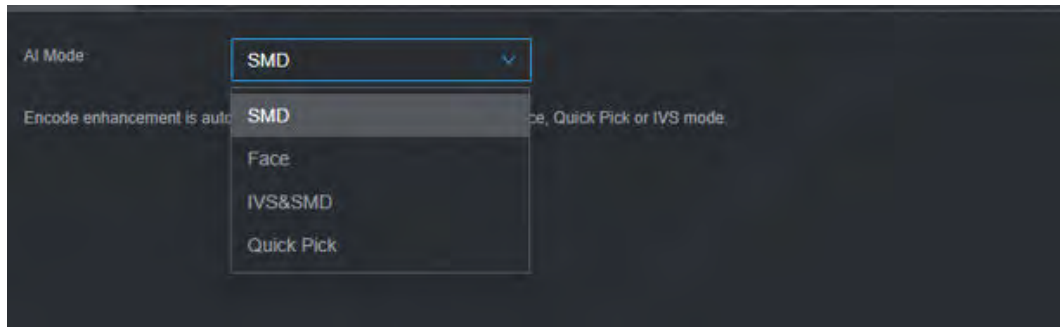 AI Mode
SMD
SMD
Encode enhancement is auto ce, Quick Pick or IVS mode.
Face
IVS&SMD
Quick Pick